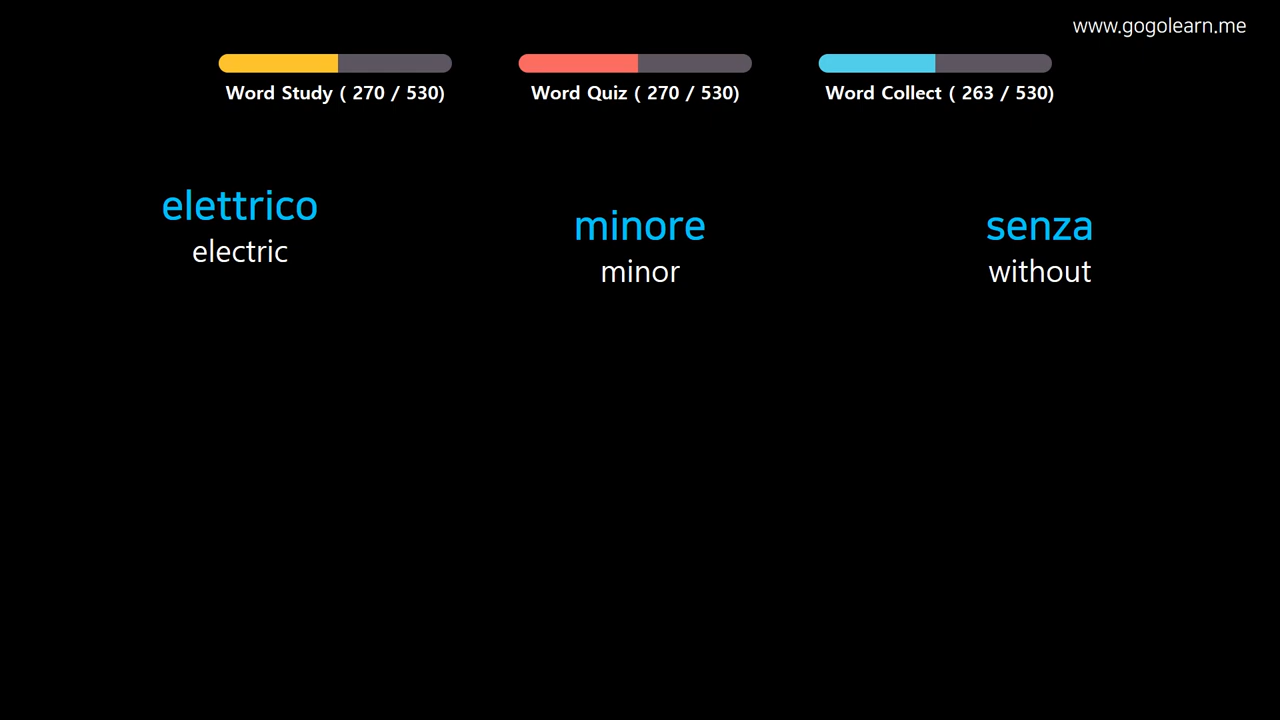 www.gogolearn.me
Word Study ( 270 / 530)
Word Quiz ( 270 / 530)
Word Collect ( 263 / 530)
elettrico
electric
minore
minor
senza
without